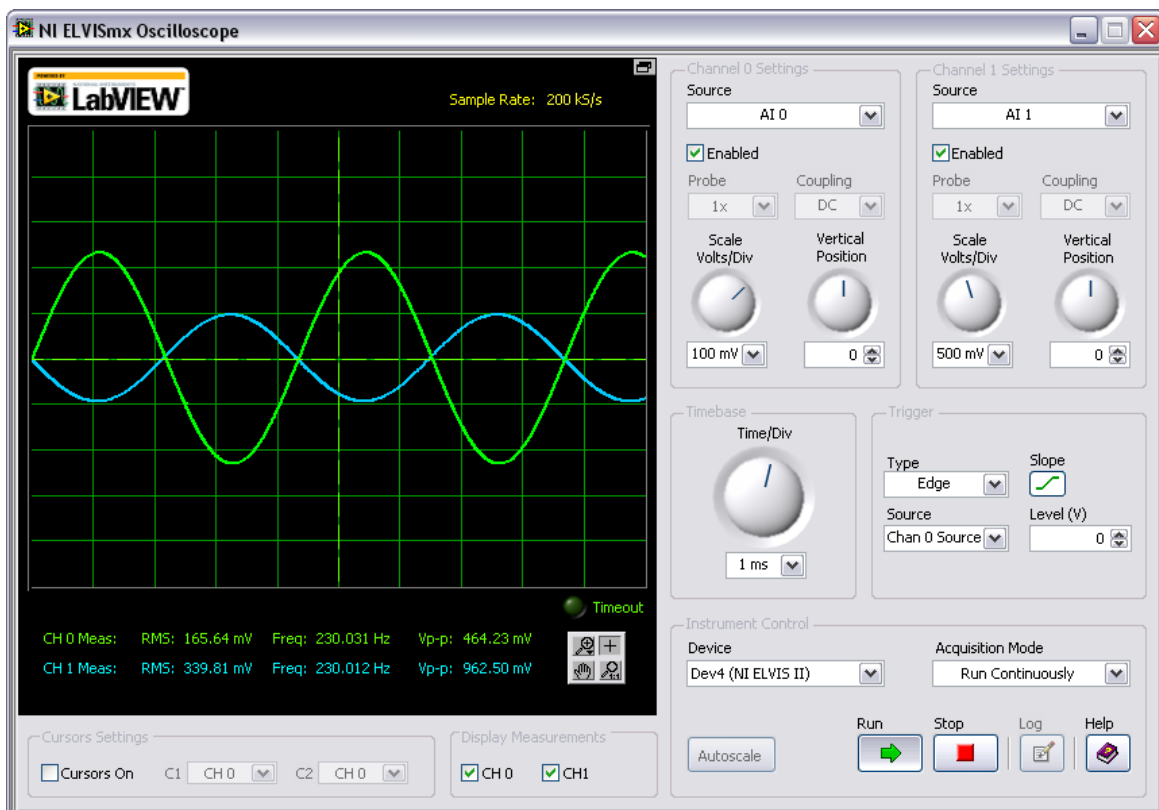 NI ELVISmx Oscilloscope
POWERED BY
NATIONAL INSTRUMENTS
LabVIEW
Sample Rate: 200 kS/s
Timeout
CH 0 Meas: RMS: 165.64 mV Freq: 230.031 Hz Vp-p: 464.23 mV
CH 1 Meas: RMS: 339.81 mV Freq: 230.012 Hz Vp-p: 962.50 mV
Cursors Settings
Cursors On C1 CH 0 C2 CH 0
Display Measurements
CH 0 CH1
Channel 0 Settings
Source
AI 0
Enabled
Probe Coupling
1x DC
Scale Volts/Div
Vertical Position
100 mV 0
Channel 1 Settings
Source
AI 1
Enabled
Probe Coupling
1x DC
Scale Volts/Div
Vertical Position
500 mV 0
Timebase
Time/Div
1 ms
Trigger
Type Slope
Edge
Source Level (V)
Chan 0 Source 0
Instrument Control
Device Acquisition Mode
Dev4 (NI ELVIS II) Run Continuously
Run Stop Log Help
Autoscale
1:1